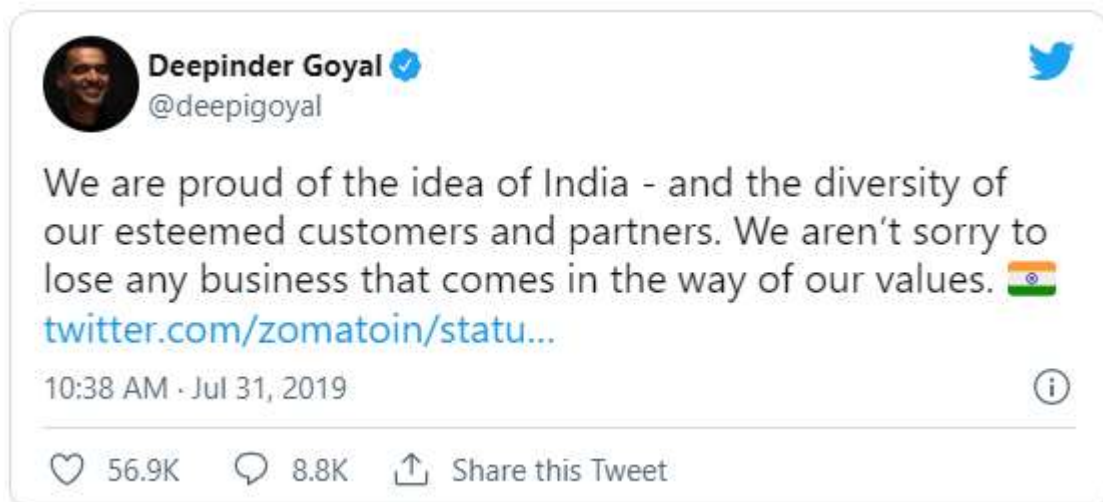 Deepinder Goyal
@deepigoyal
We are proud of the idea of India - and the diversity of
our esteemed customers and partners. We aren't sorry to
lose any business that comes in the way of our values. 🇮🇳
twitter.com/zomatoin/statu...
10:38 AM · Jul 31, 2019
56.9K 8.8K Share this Tweet